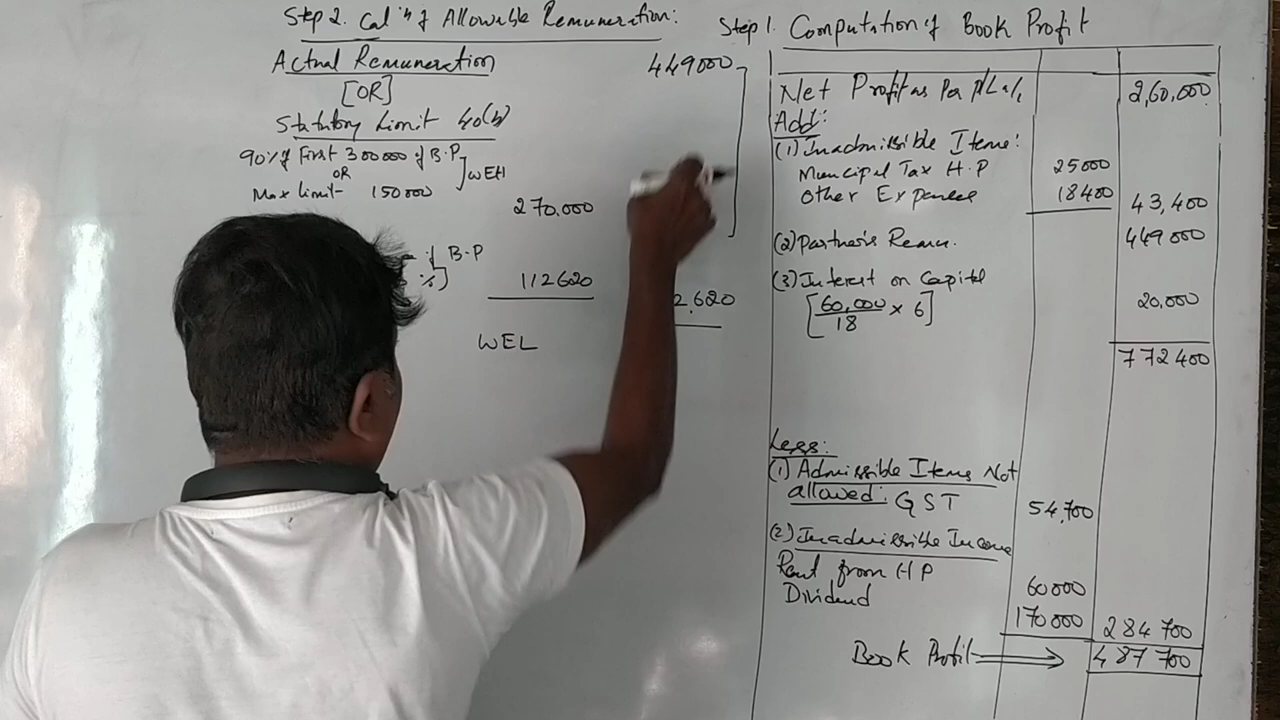 Step 2. Cal^n of Allowable Remuneration:
Actual Remuneration 449000
[OR]
Statutory Limit 40(b)
90% of First 300000 of B.P
OR
Max Limit- 150000
270.000
B.P
%)
112620
2.620
WEL
Step 1. Computation of Book Profit
Net Profit as Per P/L a/c 2,60,000
Add:
(1) Inadmissible Items:
Muncipal Tax H.P 25000
Other Expenses 18400 43,400
(2) Partner's Remn. 449000
(3) Interest on Capital
[60,000/18 × 6] 20,000
772400
Less:
(1) Admissible Items Not
allowed: GST 54,700
(2) Inadmissible Income
Rent from HP 60000
Dividend 170000 284700
Book Profit 487700